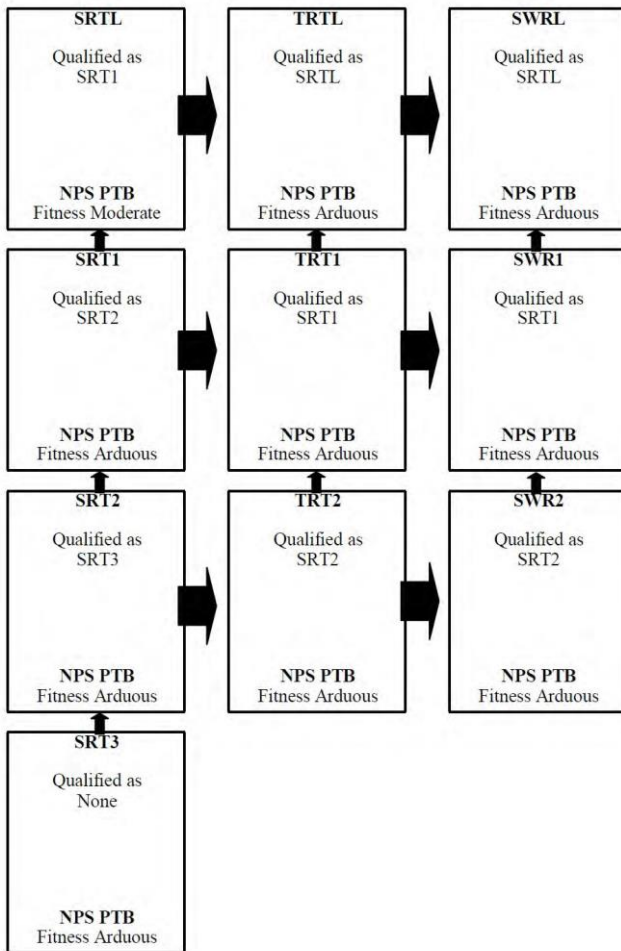 SRTL
Qualified as
SRT1
NPS PTB
Fitness Moderate
TRTL
Qualified as
SRTL
NPS PTB
Fitness Arduous
SWRL
Qualified as
SRTL
NPS PTB
Fitness Arduous
SRT1
Qualified as
SRT2
NPS PTB
Fitness Arduous
TRT1
Qualified as
SRT1
NPS PTB
Fitness Arduous
SWR1
Qualified as
SRT1
NPS PTB
Fitness Arduous
SRT2
Qualified as
SRT3
NPS PTB
Fitness Arduous
TRT2
Qualified as
SRT2
NPS PTB
Fitness Arduous
SWR2
Qualified as
SRT2
NPS PTB
Fitness Arduous
SRT3
Qualified as
None
NPS PTB
Fitness Arduous